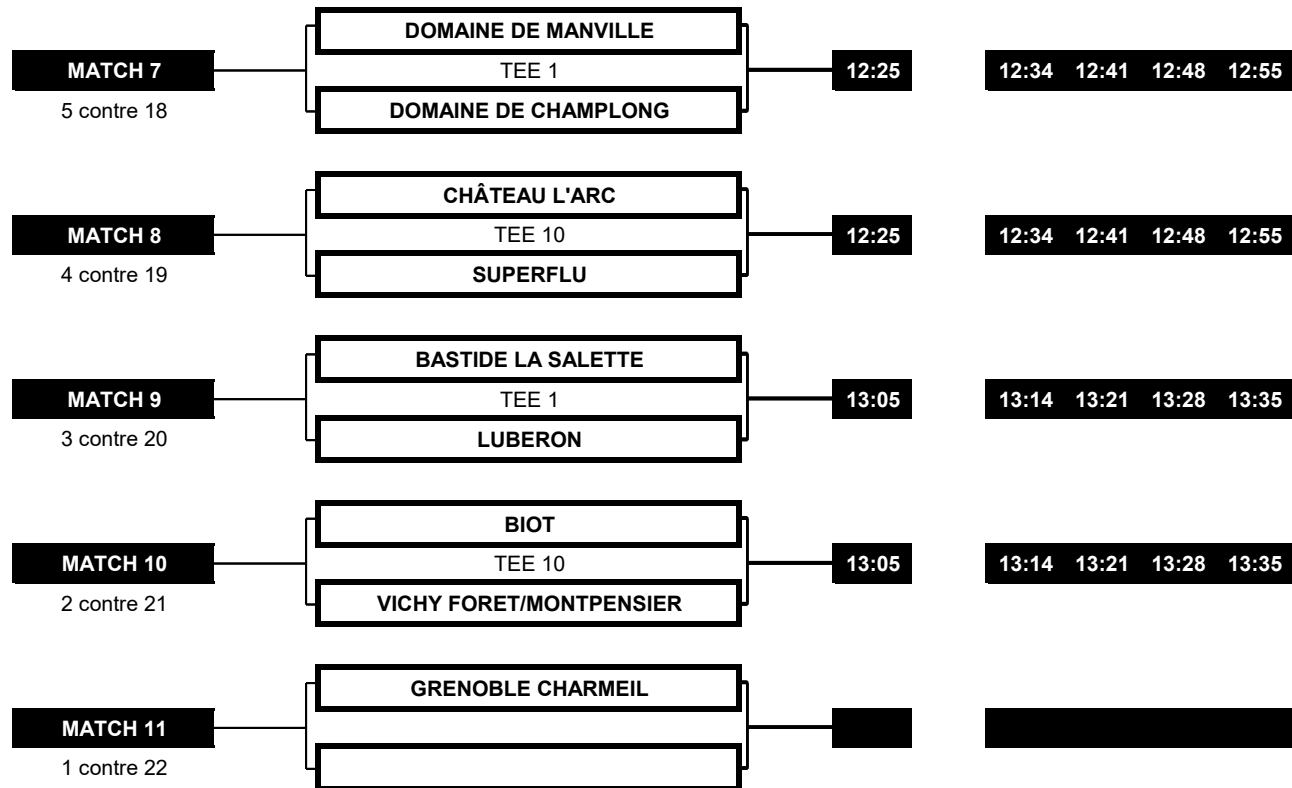 DOMAINE DE MANVILLE
MATCH 7 TEE 1 12:25 12:34 12:41 12:48 12:55
5 contre 18 DOMAINE DE CHAMPLONG
CHÂTEAU L'ARC
MATCH 8 TEE 10 12:25 12:34 12:41 12:48 12:55
4 contre 19 SUPERFLU
BASTIDE LA SALETTE
MATCH 9 TEE 1 13:05 13:14 13:21 13:28 13:35
3 contre 20 LUBERON
BIOT
MATCH 10 TEE 10 13:05 13:14 13:21 13:28 13:35
2 contre 21 VICHY FORET/MONTPENSIER
GRENOBLE CHARMEIL
MATCH 11
1 contre 22